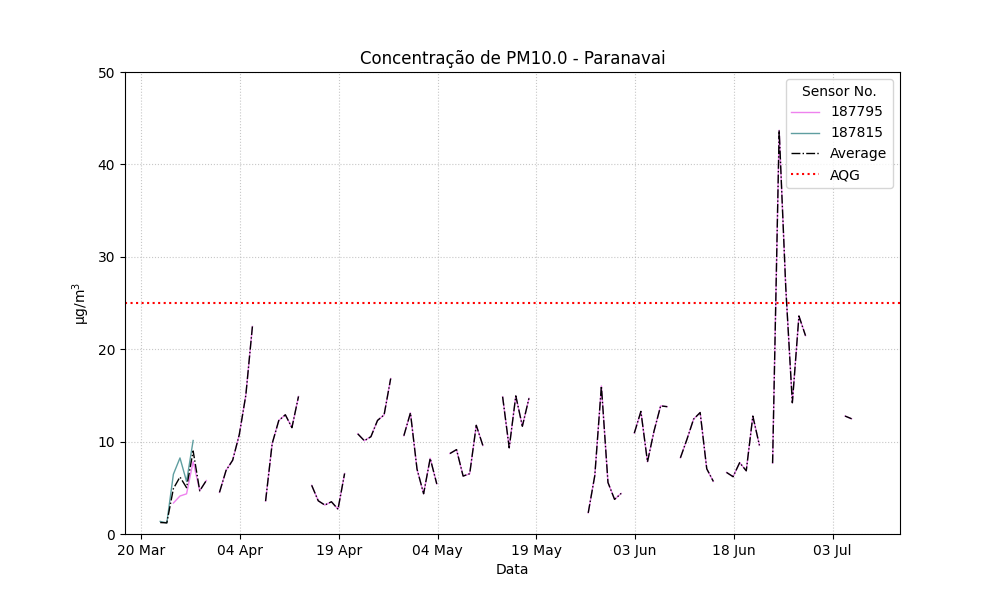 Concentração de PM10.0 - Paranavai
µg/m³
50
40
30
20
10
0
Sensor No.
187795
187815
Average
AQG
20 Mar
04 Apr
19 Apr
04 May
19 May
03 Jun
18 Jun
03 Jul
Data